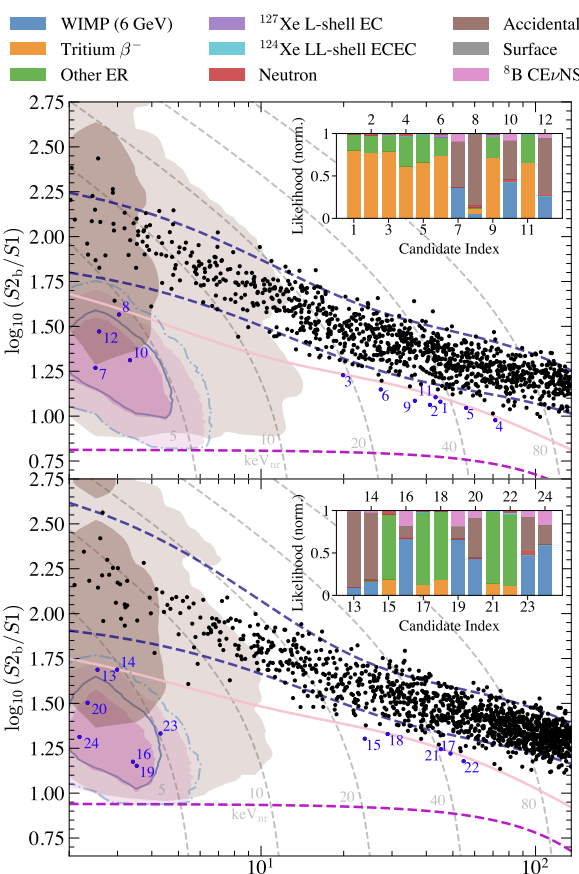 WIMP (6 GeV)
Tritium β−
Other ER
127Xe L-shell EC
124Xe LL-shell ECEC
Neutron
Accidental
Surface
8B CEνNS
2.75
2.50
2.25
2.00
1.75
1.50
1.25
1.00
0.75
log10 (S2b/S1)
2 4 6 8 10 12
1
0.5
0
Likelihood (norm.)
1 3 5 7 9 11
Candidate Index
8
12
10
7
3
6
9
11
2
1
5
4
5
10
20
40
80
keVnr
2.75
2.50
2.25
2.00
1.75
1.50
1.25
1.00
0.75
log10 (S2b/S1)
14 16 18 20 22 24
1
0.5
0
Likelihood (norm.)
13 15 17 19 21 23
Candidate Index
14
13
20
23
24
16
19
15
18
17
21
22
5
10
20
40
80
keVnr
10^1
10^2